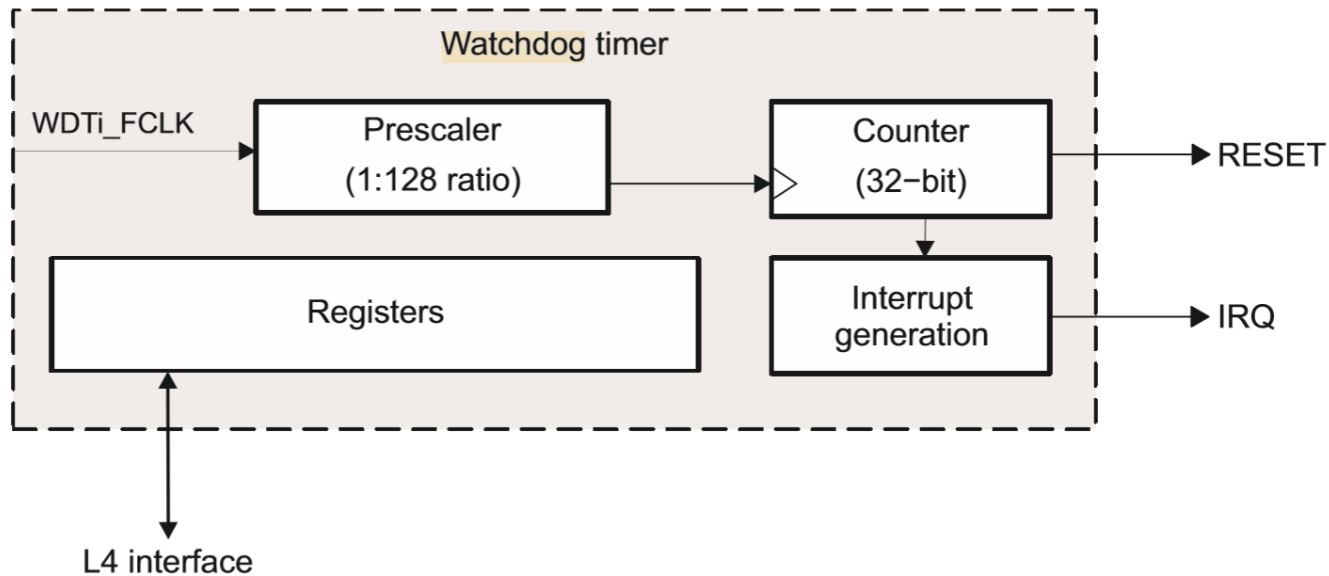 Watchdog timer
WDTi_FCLK
Prescaler
(1:128 ratio)
Counter
(32−bit)
RESET
Registers
Interrupt
generation
IRQ
L4 interface